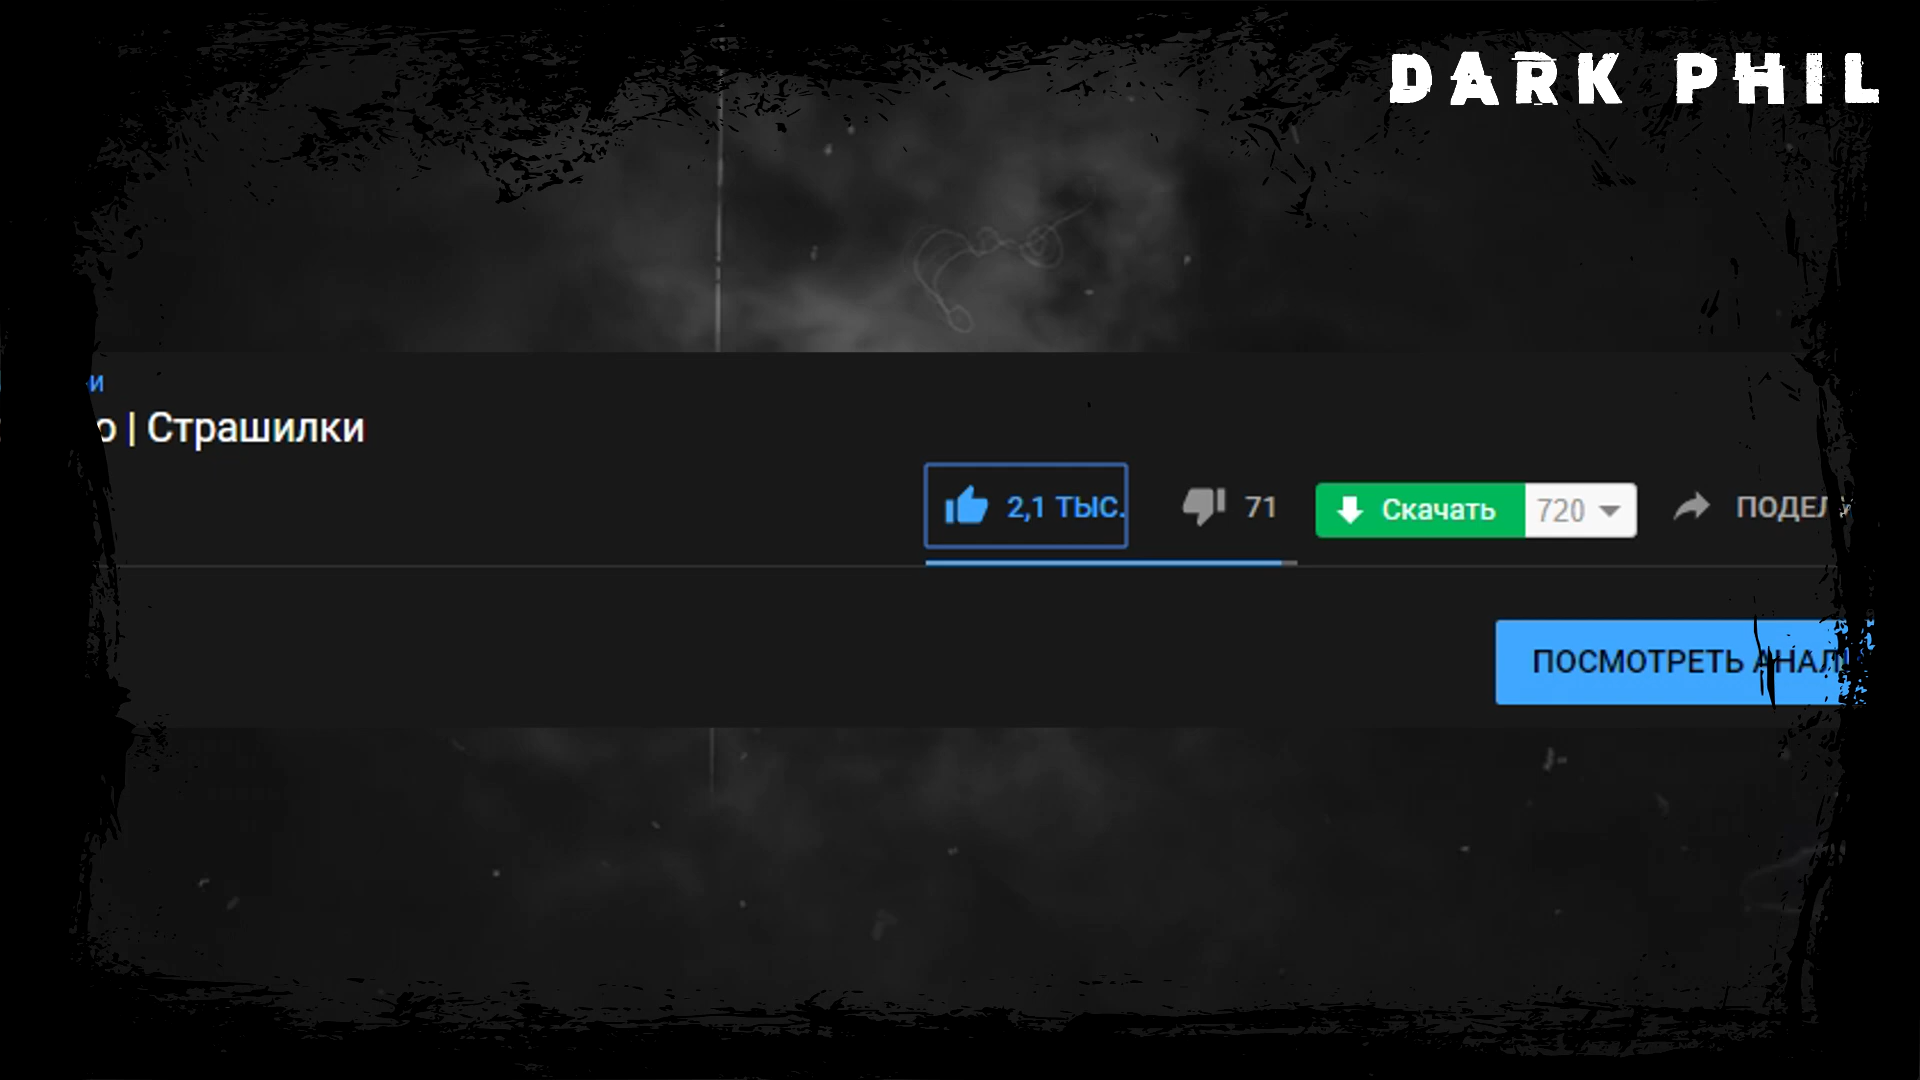 DARK PHIL
и
о | Страшилки
2,1 ТЫС.
71
Скачать
720
ПОСМОТРЕТЬ